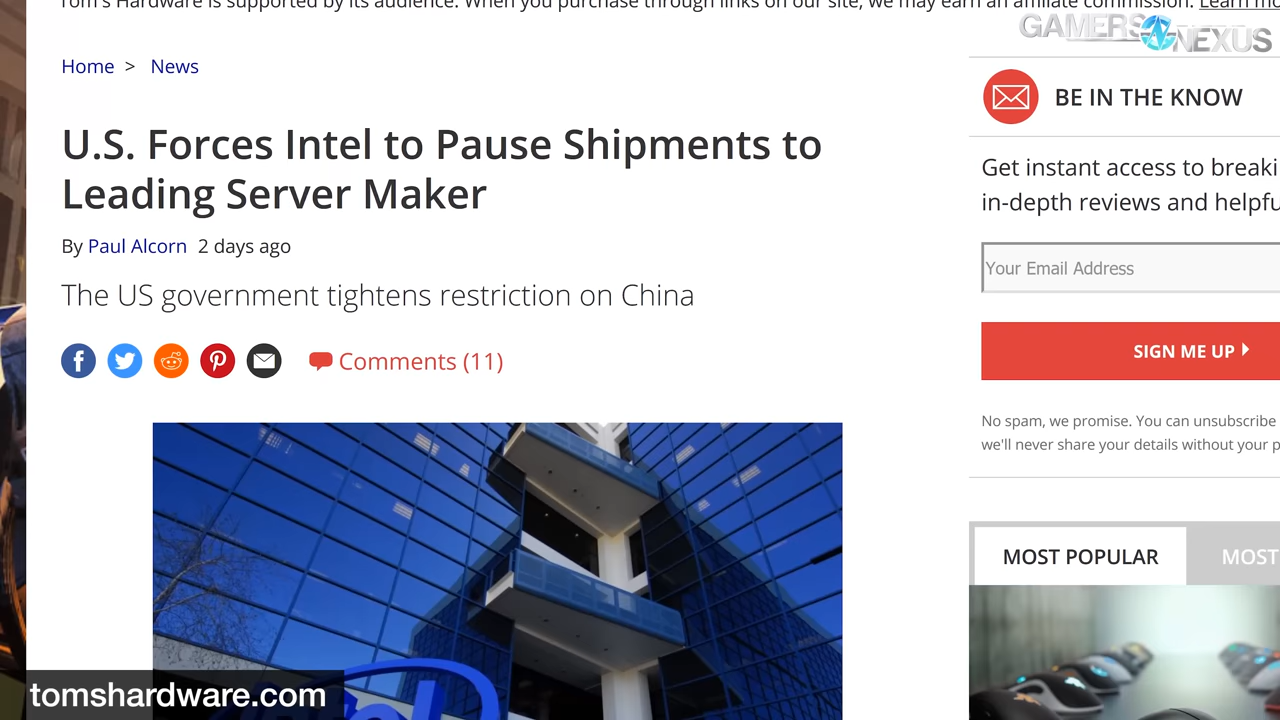 Tom's Hardware is supported by its audience. When you purchase through links on our site, we may earn an affiliate commission. Learn
GAMERS NEXUS
Home > News
U.S. Forces Intel to Pause Shipments to
Leading Server Maker
By Paul Alcorn 2 days ago
The US government tightens restriction on China
Comments (11)
BE IN THE KNOW
Get instant access to
in-depth reviews and
Your Email Address
SIGN ME UP
No spam, we promise. You can unsubscribe
we'll never share your details without your
MOST POPULAR
MOST
tomshardware.com